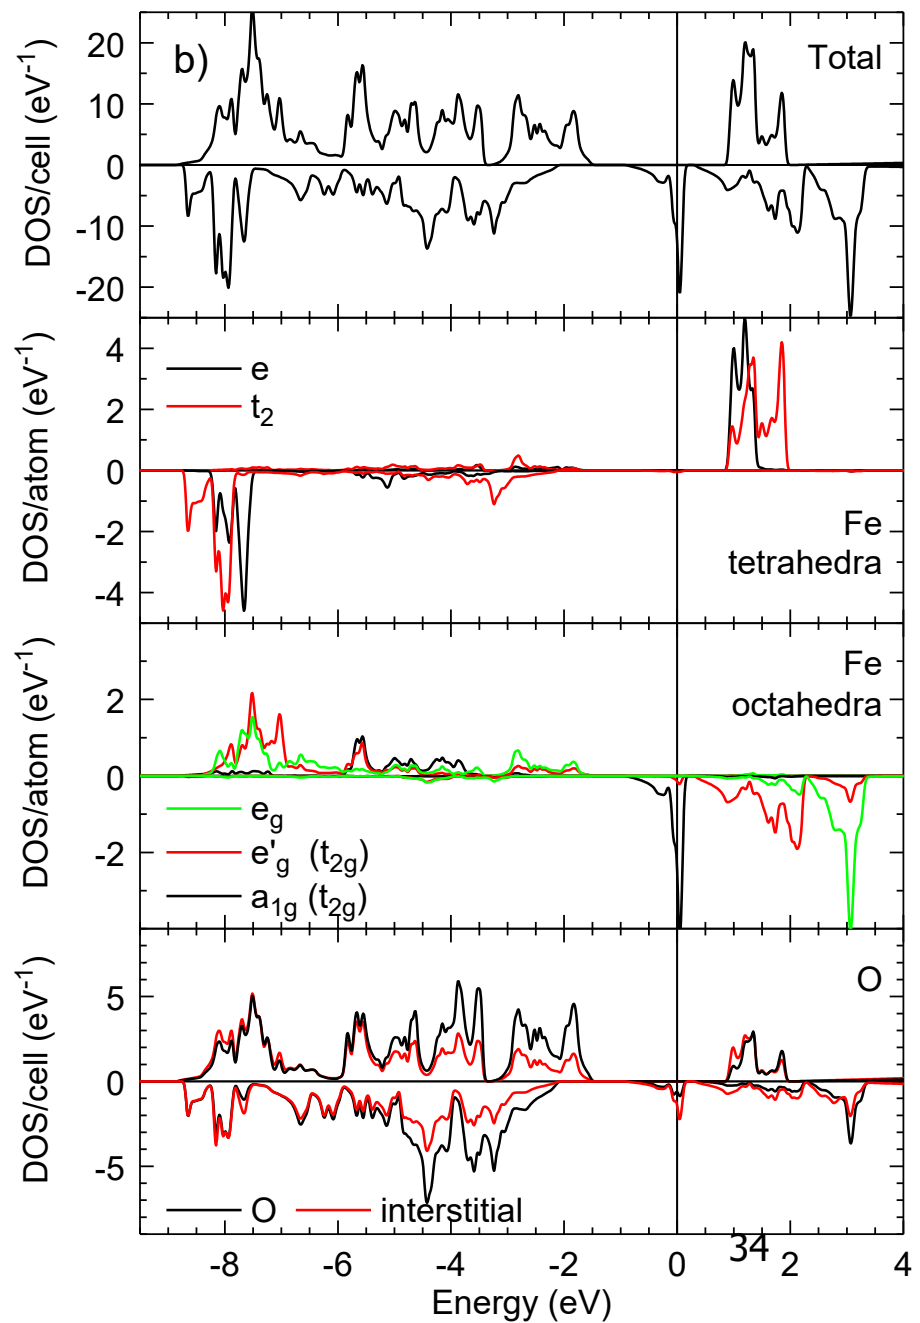 b)
Total
DOS/cell (eV⁻¹)
20
10
0
-10
-20
e
t₂
DOS/atom (eV⁻¹)
4
2
0
-2
-4
Fe
tetrahedra
Fe
octahedra
DOS/atom (eV⁻¹)
2
0
-2
e_g
e'_g (t_2g)
a_1g (t_2g)
O
DOS/cell (eV⁻¹)
5
0
-5
O interstitial
34
-8 -6 -4 -2 0 2 4
Energy (eV)